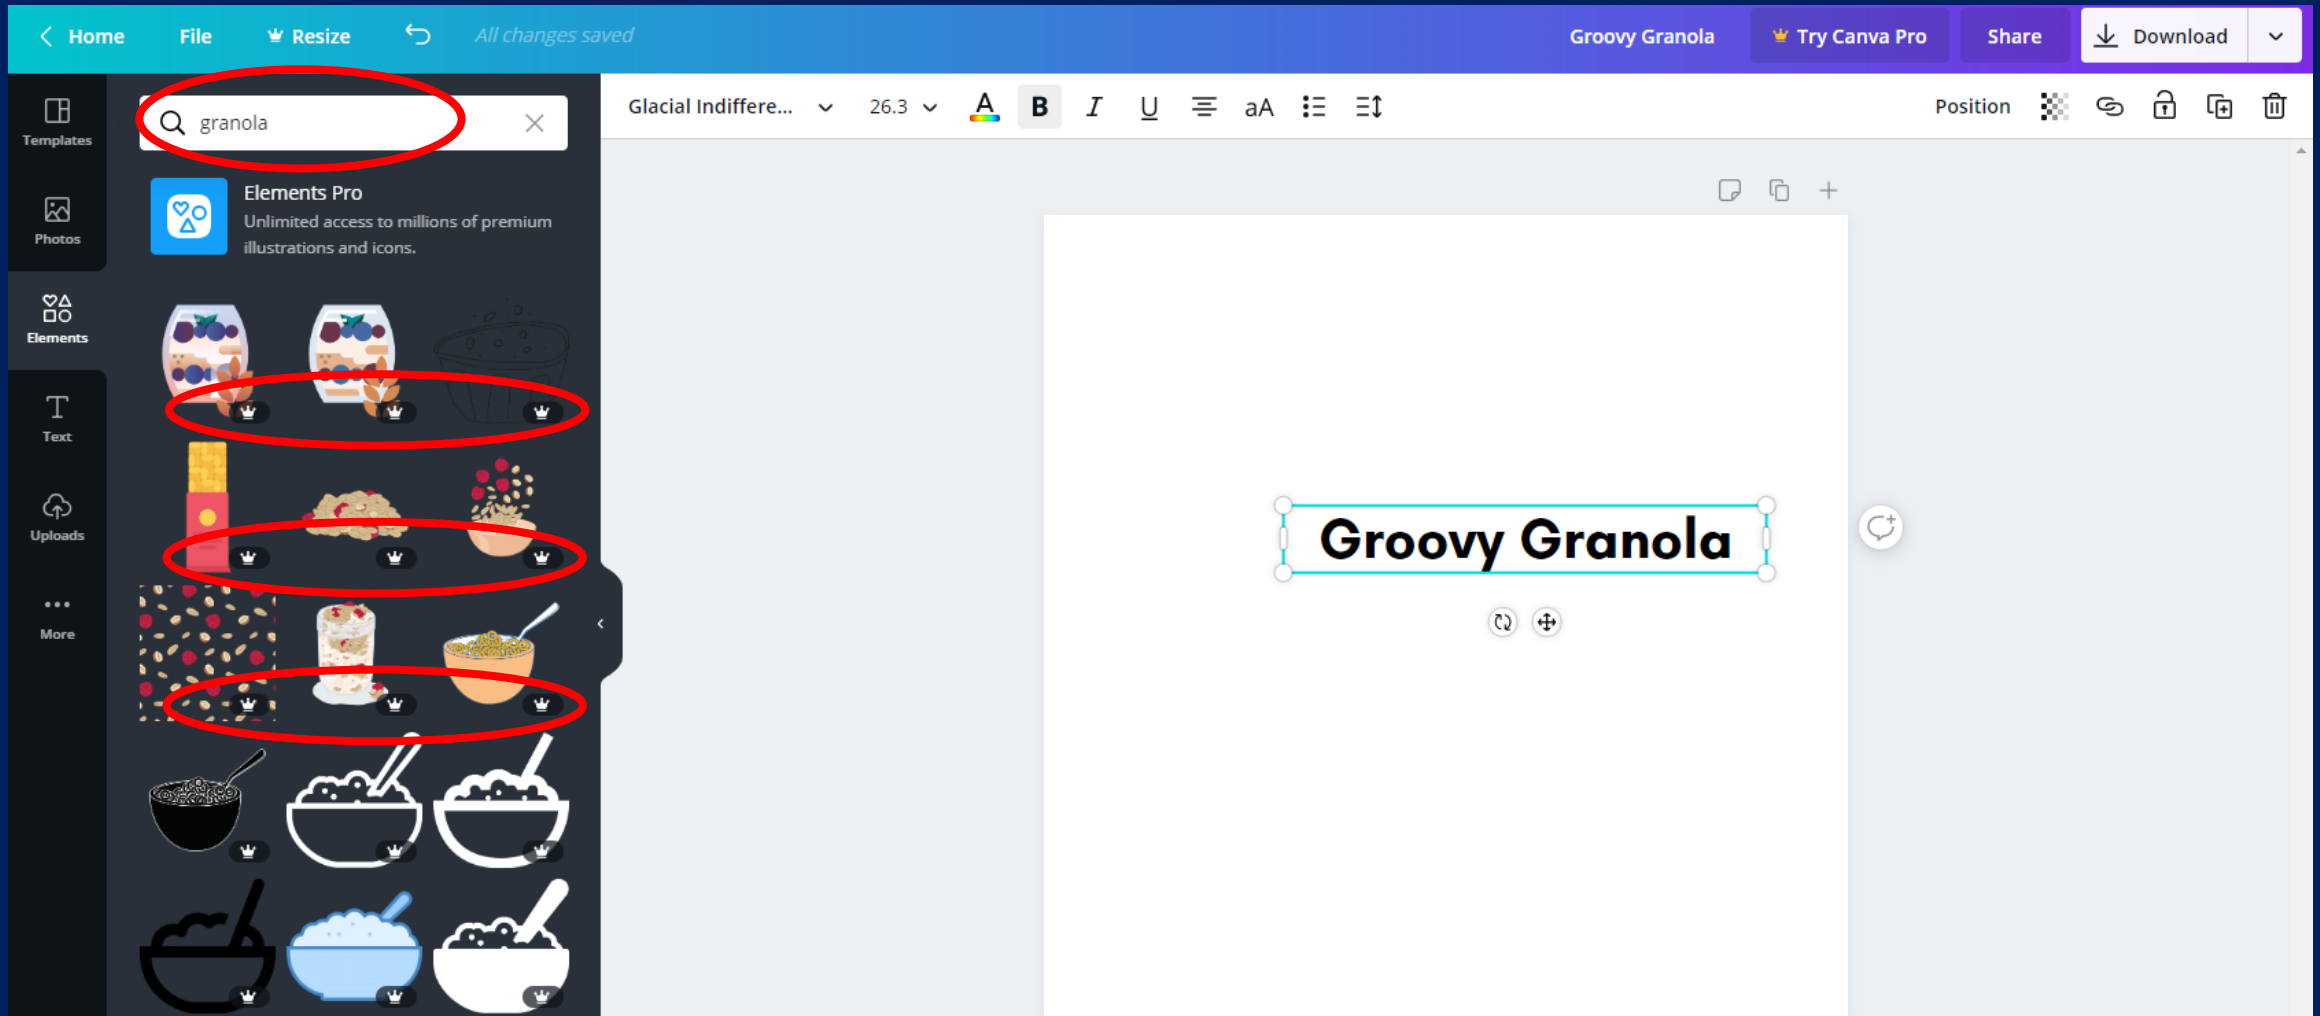 Home File Resize All changes saved Groovy Granola Try Canva Pro Share Download
granola
Glacial Indiffere... 26.3 A B I U aA Position
Templates
Elements Pro
Unlimited access to millions of premium
illustrations and icons.
Photos
Elements
Text
Uploads
More
Groovy Granola